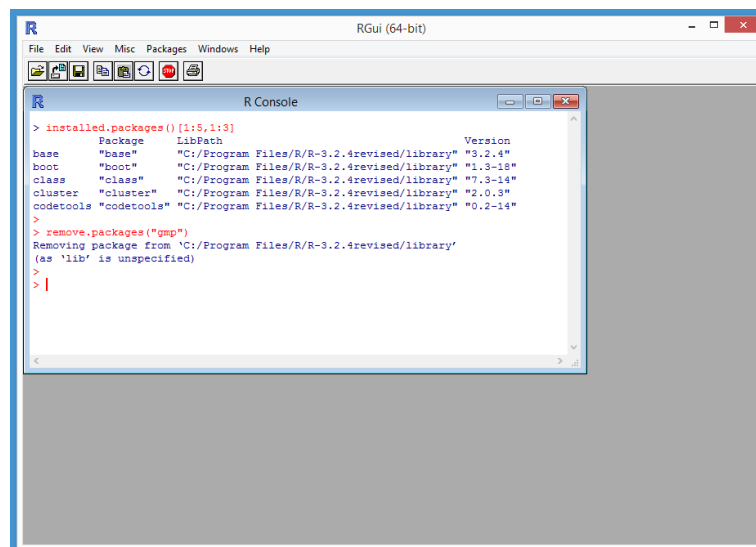 RGui (64-bit)
File Edit View Misc Packages Windows Help
STOP
R Console
> installed.packages()[1:5,1:3]
Package LibPath Version
base "base" "C:/Program Files/R/R-3.2.4revised/library" "3.2.4"
boot "boot" "C:/Program Files/R/R-3.2.4revised/library" "1.3-18"
class "class" "C:/Program Files/R/R-3.2.4revised/library" "7.3-14"
cluster "cluster" "C:/Program Files/R/R-3.2.4revised/library" "2.0.3"
codetools "codetools" "C:/Program Files/R/R-3.2.4revised/library" "0.2-14"
>
> remove.packages("gmp")
Removing package from ‘C:/Program Files/R/R-3.2.4revised/library’
(as ‘lib’ is unspecified)
>
>